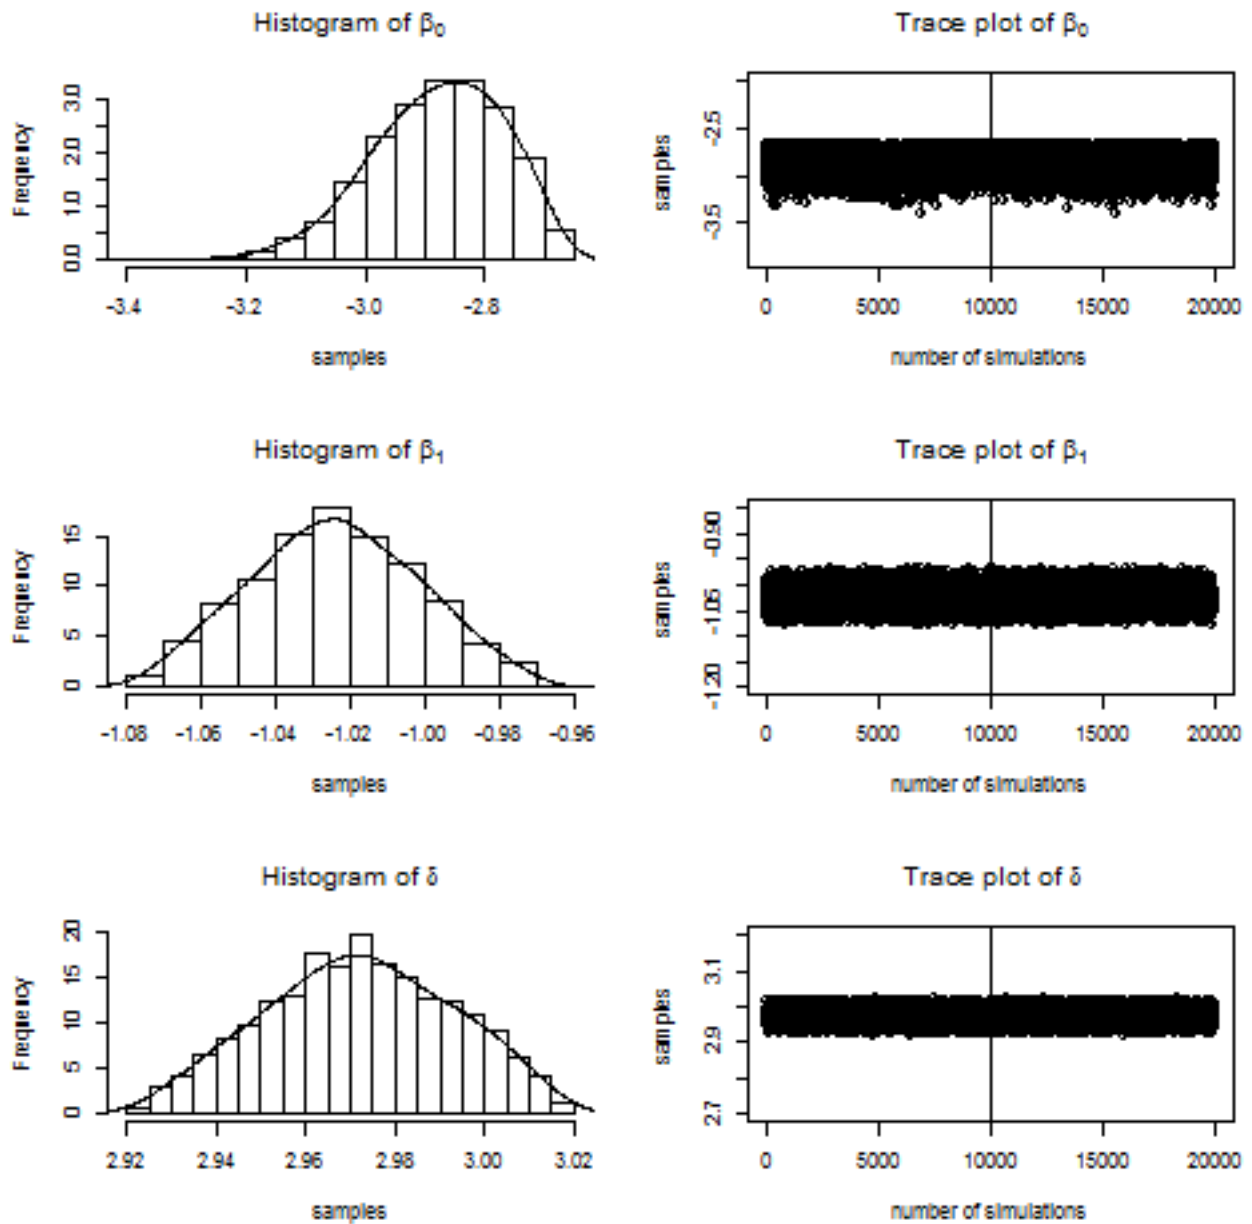 Histogram of β₀
Trace plot of β₀
Frequency
0.0 1.0 2.0 3.0
-3.4 -3.2 -3.0 -2.8
samples
samples
-3.5 -2.5
0 5000 10000 15000 20000
number of simulations
Histogram of β₁
Trace plot of β₁
Frequency
0 5 10 15
-1.08 -1.06 -1.04 -1.02 -1.00 -0.98 -0.96
samples
samples
-1.20 -1.05 -0.90
0 5000 10000 15000 20000
number of simulations
Histogram of δ
Trace plot of δ
Frequency
0 5 10 15 20
2.92 2.94 2.96 2.98 3.00 3.02
samples
samples
2.7 2.9 3.1
0 5000 10000 15000 20000
number of simulations